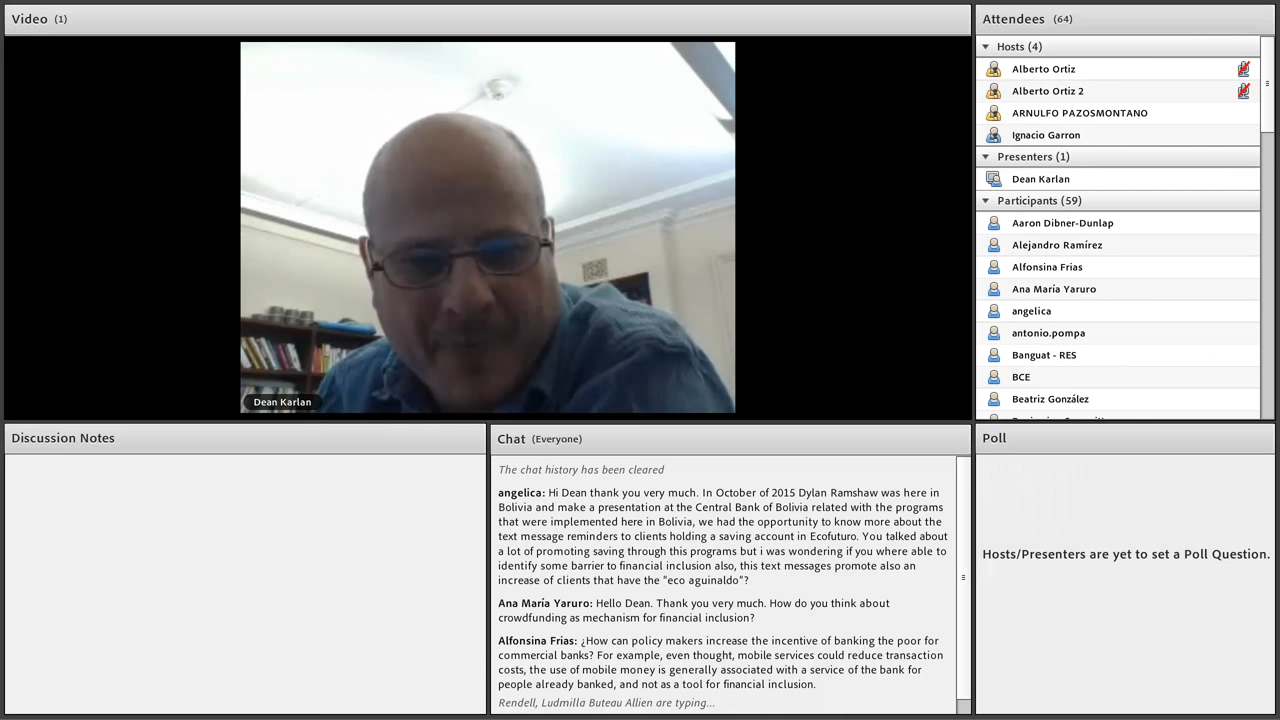 Video (1)
Dean Karlan
Attendees (64)
Hosts (4)
Alberto Ortiz
Alberto Ortiz 2
ARNULFO PAZOSMONTANO
Ignacio Garron
Presenters (1)
Dean Karlan
Participants (59)
Aaron Dibner-Dunlap
Alejandro Ramírez
Alfonsina Frias
Ana María Yaruro
angelica
antonio.pompa
Banguat - RES
BCE
Beatriz González
Discussion Notes
Chat (Everyone)
The chat history has been cleared
angelica: Hi Dean thank you very much. In October of 2015 Dylan Ramshaw was here in
Bolivia and make a presentation at the Central Bank of Bolivia related with the programs
that were implemented here in Bolivia, we had the opportunity to know more about the
text message reminders to clients holding a saving account in Ecofuturo. You talked about
a lot of promoting saving through this programs but i was wondering if you where able to
identify some barrier to financial inclusion also, this text messages promote also an
increase of clients that have the "eco aguinaldo"?
Ana María Yaruro: Hello Dean. Thank you very much. How do you think about
crowdfunding as mechanism for financial inclusion?
Alfonsina Frias: ¿How can policy makers increase the incentive of banking the poor for
commercial banks? For example, even thought, mobile services could reduce transaction
costs, the use of mobile money is generally associated with a service of the bank for
people already banked, and not as a tool for financial inclusion.
Rendell, Ludmilla Buteau Allien are typing...
Poll
Hosts/Presenters are yet to set a Poll Question.